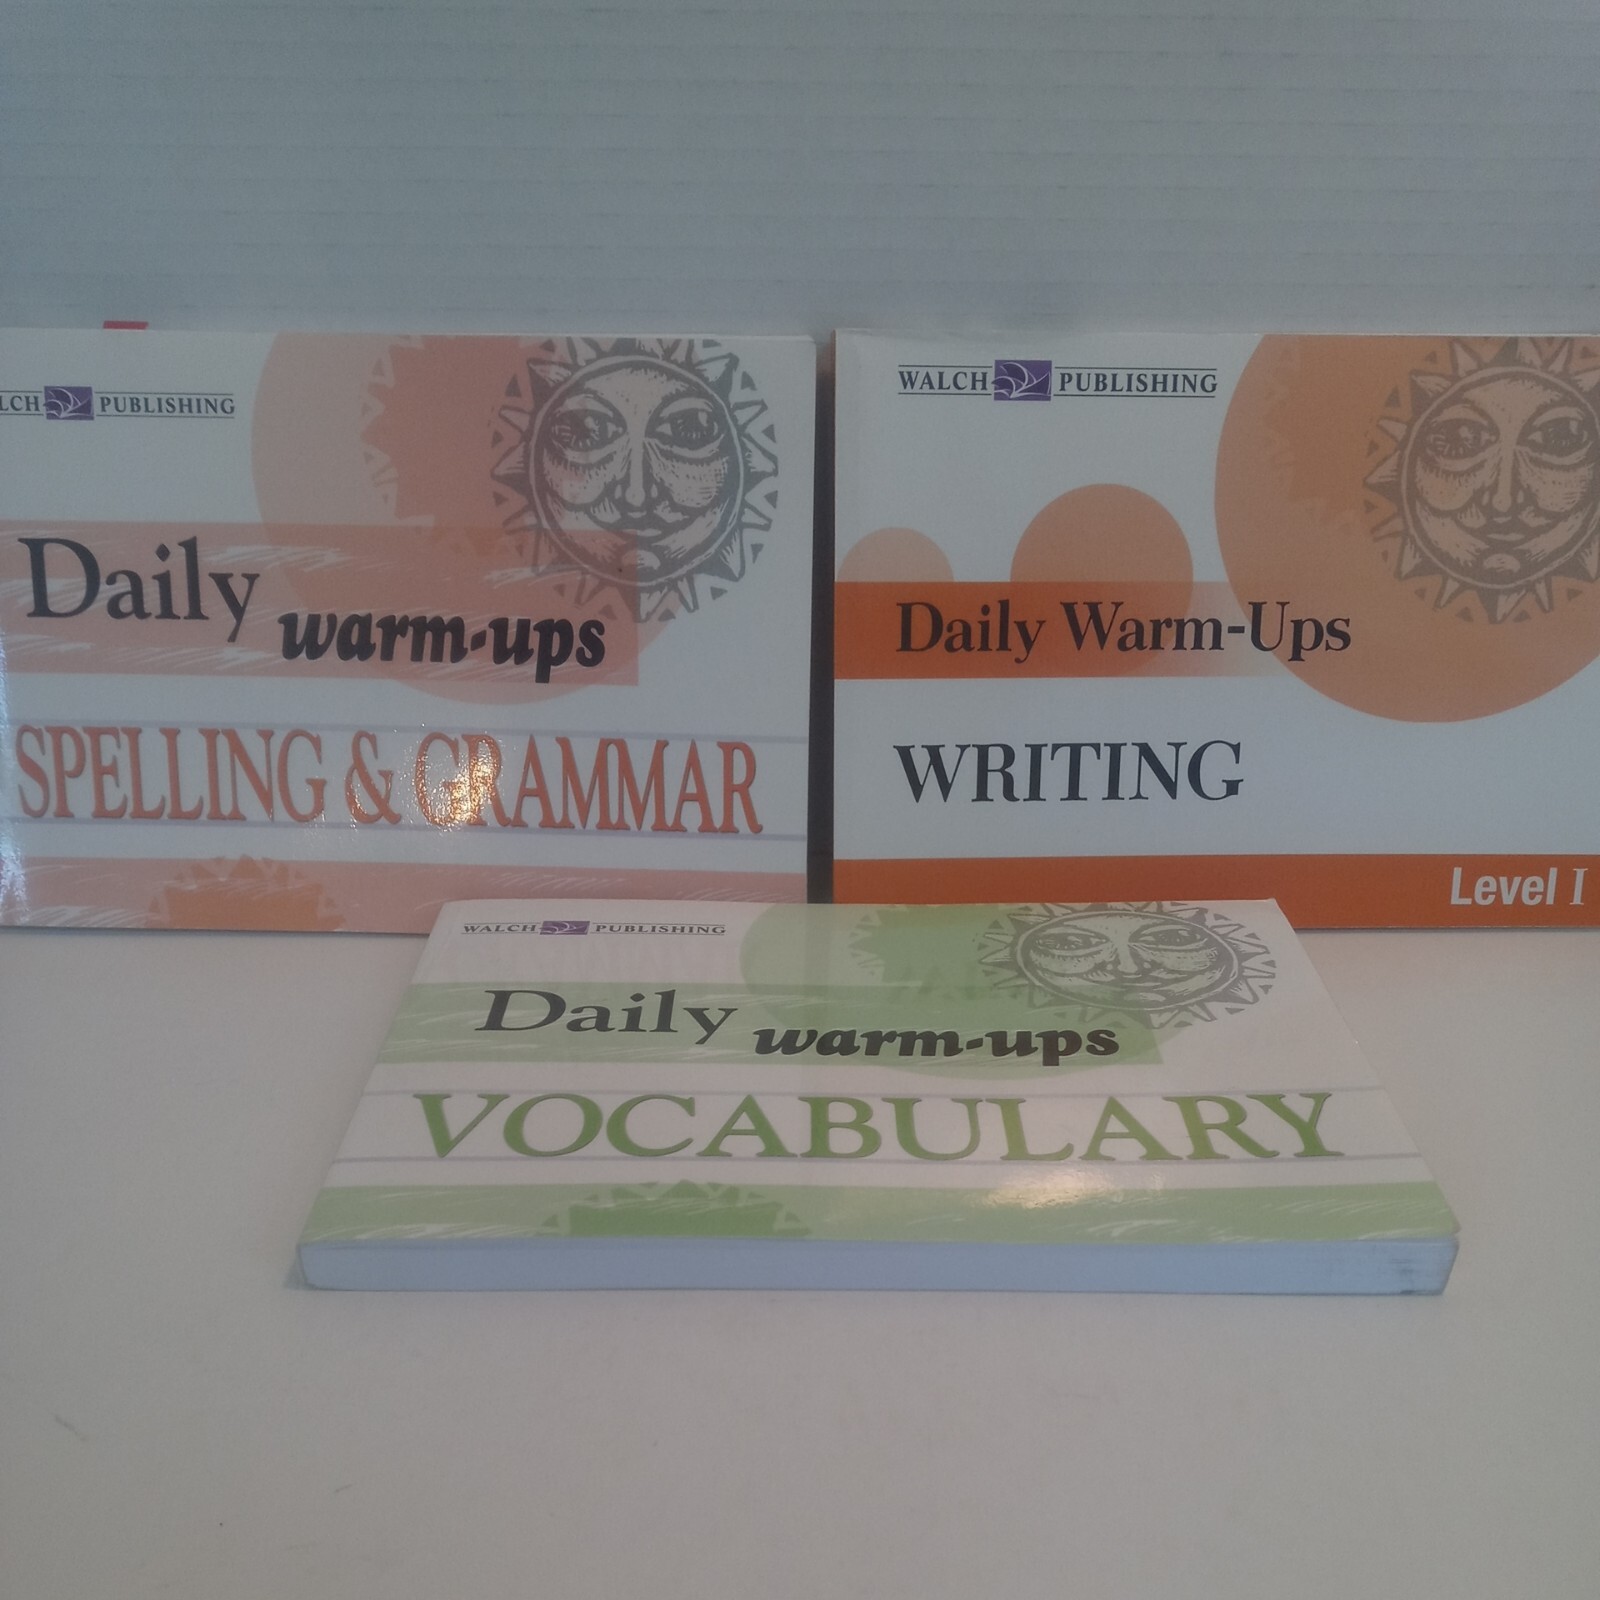 LCH PUBLISHING
Daily warm-ups
SPELLING & GRAMMAR
WALCH PUBLISHING
Daily Warm-Ups
WRITING
Level I
WALCH PUBLISHING
Daily warm-ups
VOCABULARY